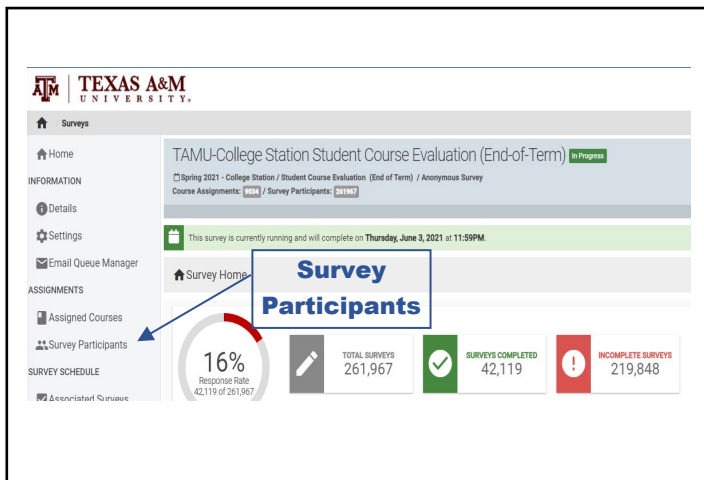 ĀM TEXAS A&M
UNIVERSITY®
Surveys
Home
INFORMATION
Details
Settings
Email Queue Manager
ASSIGNMENTS
Assigned Courses
Survey Participants
SURVEY SCHEDULE
Associated Surveys
TAMU-College Station Student Course Evaluation (End-of-Term) In Progress
Spring 2021 - College Station / Student Course Evaluation (End of Term) / Anonymous Survey
Course Assignments: 9034 / Survey Participants: 261967
This survey is currently running and will complete on Thursday, June 3, 2021 at 11:59PM.
Survey Home
Survey
Participants
16%
Response Rate
42,119 of 261,967
TOTAL SURVEYS
261,967
SURVEYS COMPLETED
42,119
INCOMPLETE SURVEYS
219,848